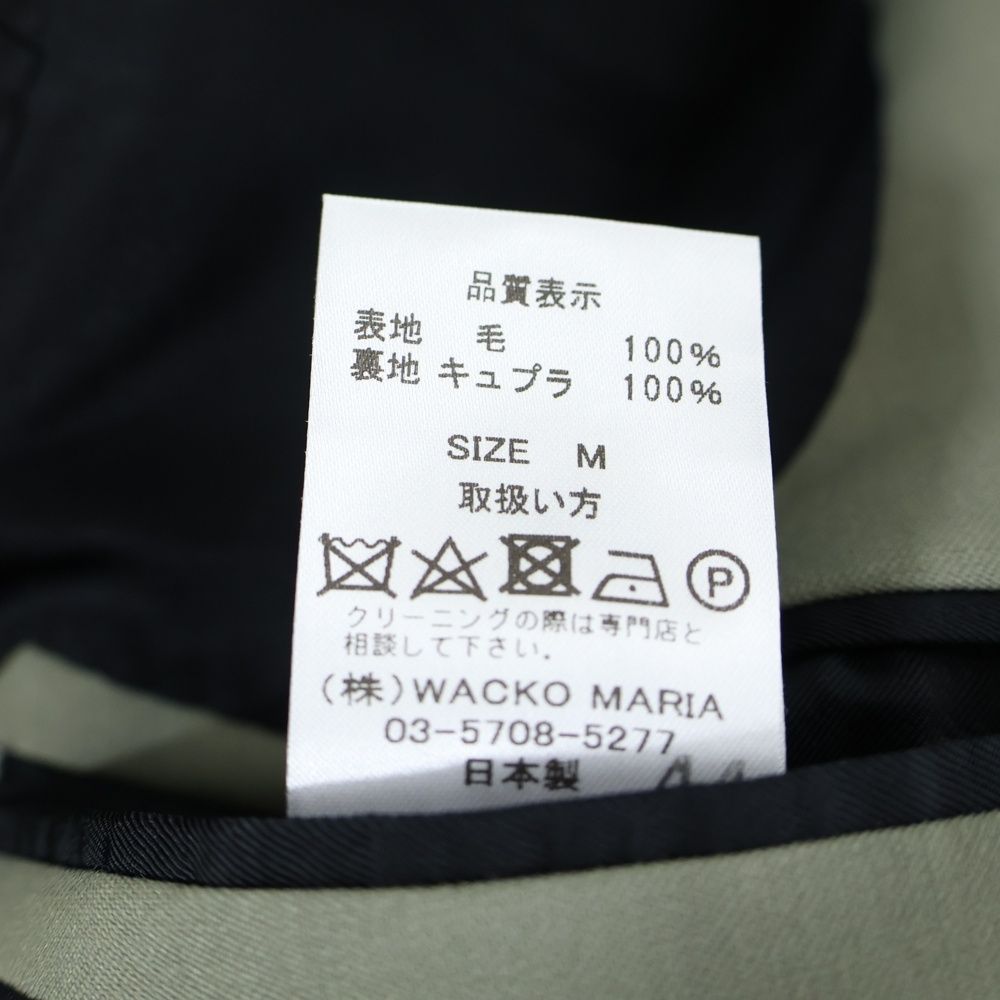 品質表示
表地 毛 100%
裏地 キュプラ 100%
SIZE M
取扱い方
P
クリーニングの際は専門店と
相談して下さい。
(株)WACKO MARIA
03-5708-5277
日本製